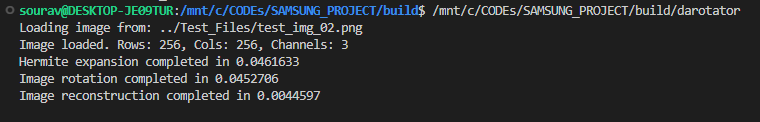 sourav@DESKTOP-JE09TUR:/mnt/c/CODEs/SAMSUNG_PROJECT/build$ /mnt/c/CODEs/SAMSUNG_PROJECT/build/darotator
Loading image from: ../Test_Files/test_img_02.png
Image loaded. Rows: 256, Cols: 256, Channels: 3
Hermite expansion completed in 0.0461633
Image rotation completed in 0.0452706
Image reconstruction completed in 0.0044597